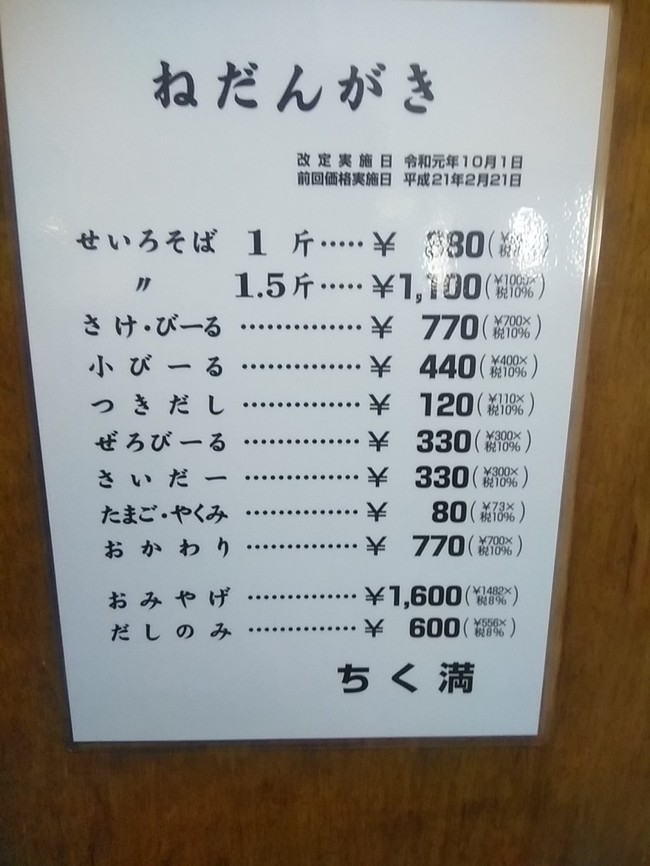 ねだんがき
改定実施日 令和元年10月1日
前回価格実施日 平成21年2月21日
せいろそば 1 斤……￥
〃 1.5斤……￥1,100(￥1000×税10%)
さけ・びーる ……………￥ 770(￥700×税10%)
小びーる ……………￥ 440(￥400×税10%)
つきだし ……………￥ 120(￥110×税10%)
ぜろびーる ……………￥ 330(￥300×税10%)
さいだー ……………￥ 330(￥300×税10%)
たまご・やくみ ……………￥ 80(￥73×税10%)
おかわり ……………￥ 770(￥700×税10%)
おみやげ ……………￥1,600(￥1482×税8%)
だしのみ ……………￥ 600(￥556×税8%)
ちく満